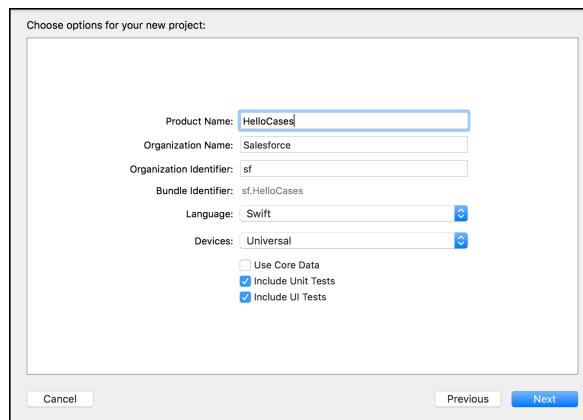 Choose options for your new project:
Product Name: HelloCases
Organization Name: Salesforce
Organization Identifier: sf
Bundle Identifier: sf.HelloCases
Language: Swift
Devices: Universal
Use Core Data
Include Unit Tests
Include UI Tests
Cancel Previous Next